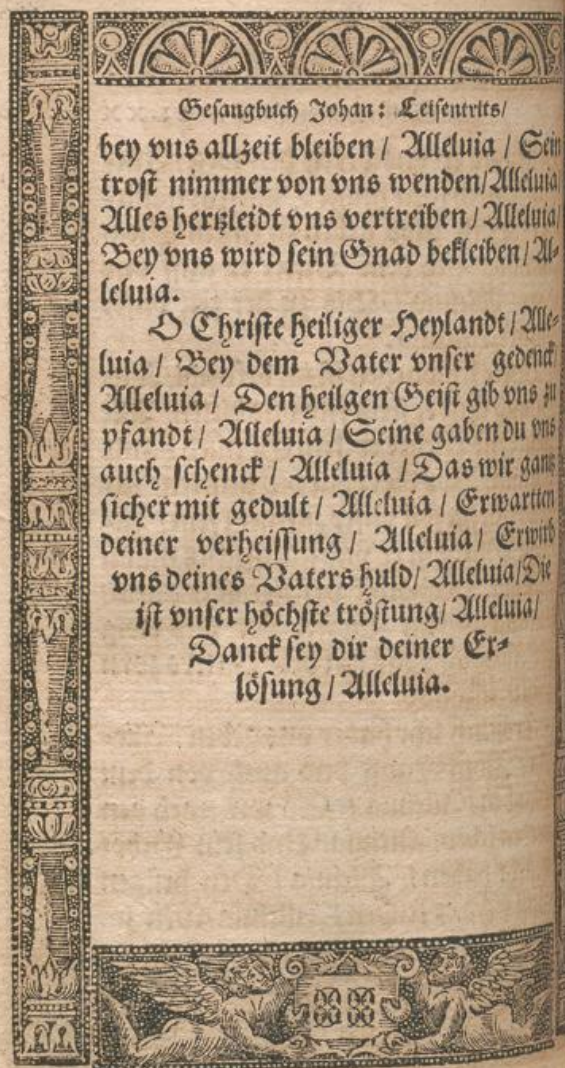 Gesangbuch Johan: Leisentrits/
bey vns allzeit bleiben / Alleluia / Sein
trost nimmer von vns wenden/Alleluia
Alles hertzleidt vns vertreiben / Alleluia/
Bey vns wird sein Gnad bekleiben / Al-
leluia.
O Christe heiliger Heylandt / Alle-
luia / Bey dem Vater vnser gedenck
Alleluia / Den heilgen Geist gib vns zu
pfandt / Alleluia / Seine gaben du vns
auch schenck / Alleluia / Das wir gantz
sicher mit gedult / Alleluia / Erwartten
deiner verheissung / Alleluia / Erwirb
vns deines Vaters huld/ Alleluia/Die
ist vnser höchste tröstung/ Alleluia/
Danck sey dir deiner Er-
lösung / Alleluia.